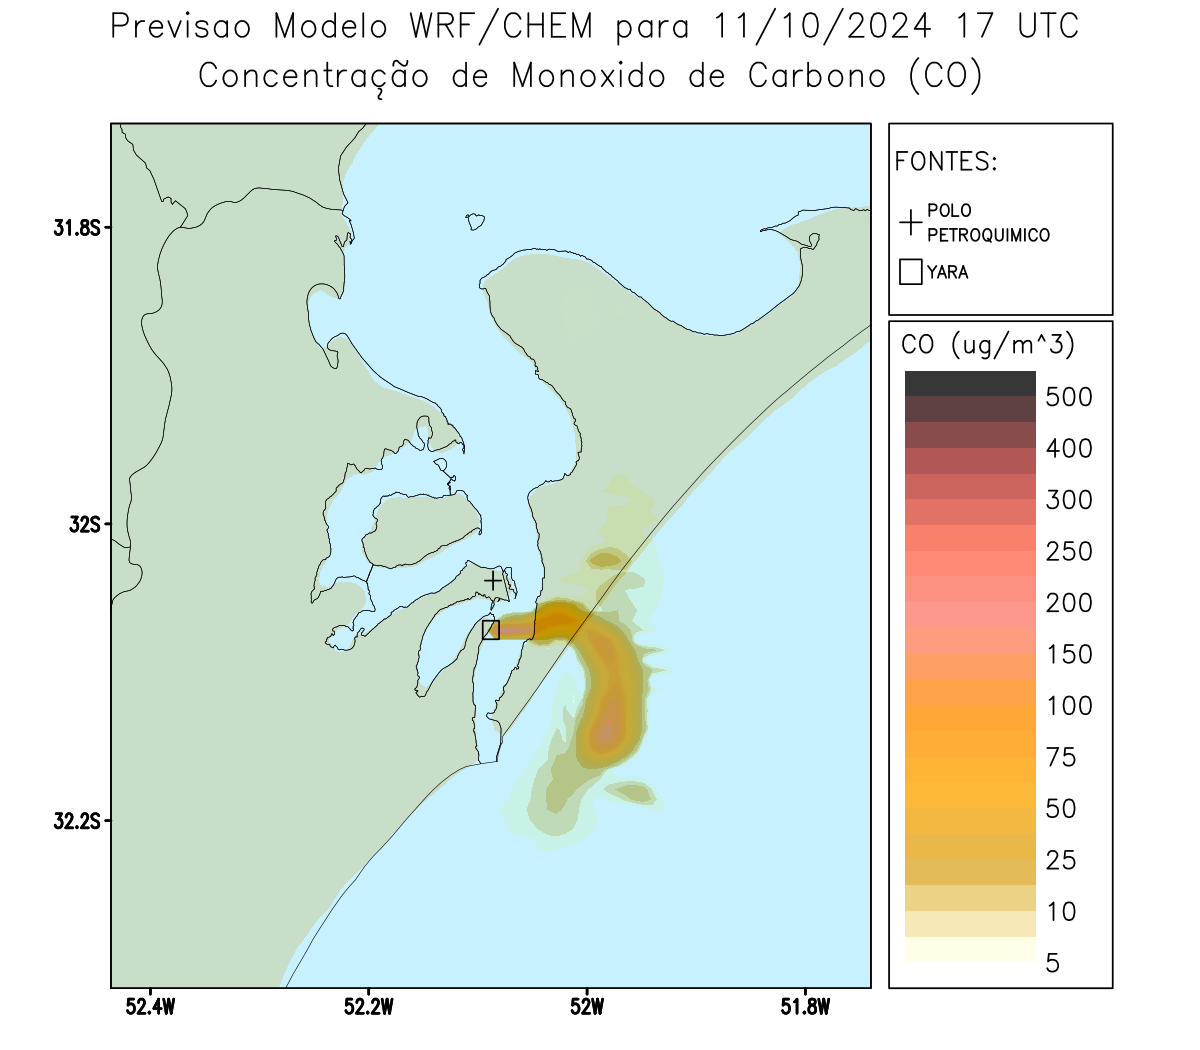 Previsao Modelo WRF/CHEM para 11/10/2024 17 UTC
Concentração de Monoxido de Carbono (CO)
FONTES:
POLO
PETROQUIMICO
YARA
CO (ug/m^3)
500
400
300
250
200
150
100
75
50
25
10
5
31.8S
32S
32.2S
52.4W
52.2W
52W
51.8W